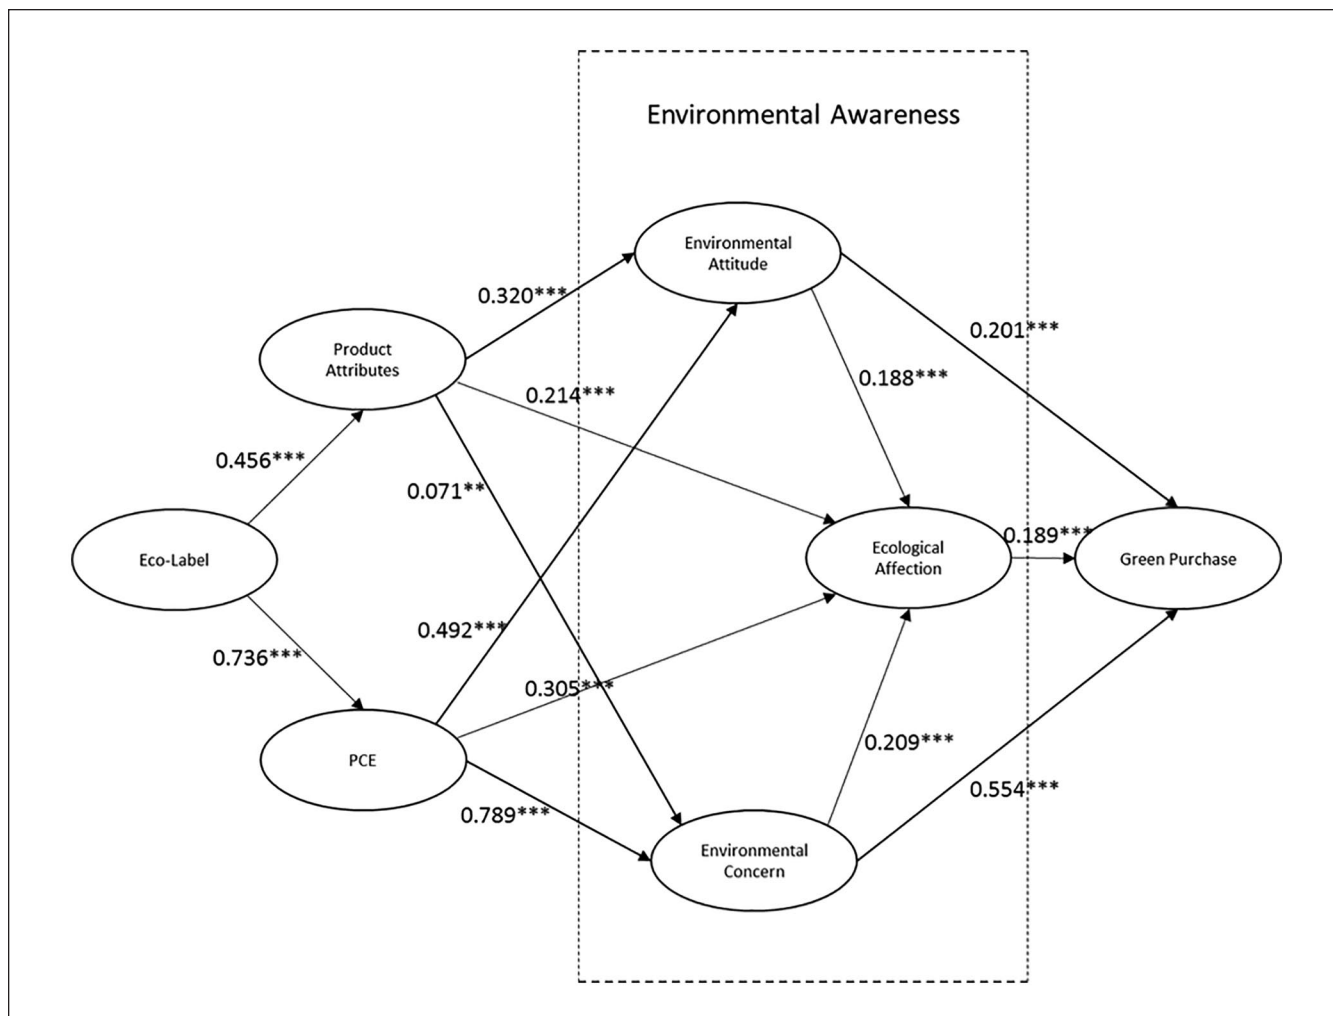 Environmental Awareness
Environmental
Attitude
0.320***
0.201***
Product
Attributes
0.188***
0.214***
0.456***
0.071**
0.189***
Eco-Label
Ecological
Affection
Green Purchase
0.492***
0.736***
0.305***
0.209***
PCE
0.789***
0.554***
Environmental
Concern